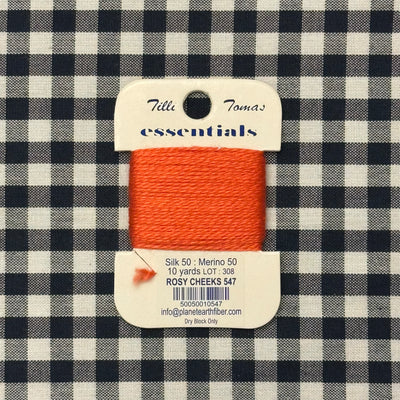 Tilli Tomas
essentials
Silk 50 : Merino 50
10 yards LOT : 308
ROSY CHEEKS 547
50050010547
info@planetearthfiber.com
Dry Block Only